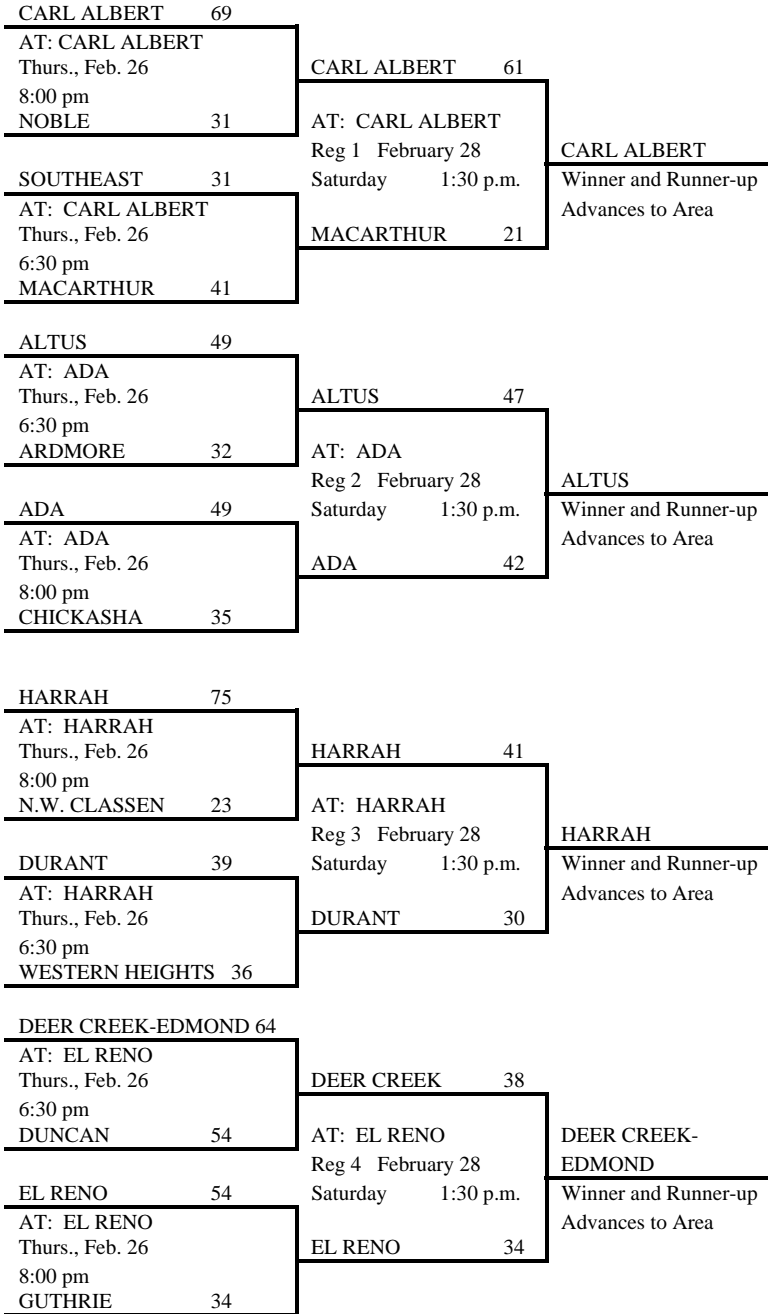 CARL ALBERT 69
AT: CARL ALBERT
Thurs., Feb. 26
8:00 pm
NOBLE 31
SOUTHEAST 31
AT: CARL ALBERT
Thurs., Feb. 26
6:30 pm
MACARTHUR 41
CARL ALBERT 61
AT: CARL ALBERT
Reg 1 February 28
Saturday 1:30 p.m.
MACARTHUR 21
CARL ALBERT
Winner and Runner-up
Advances to Area
ALTUS 49
AT: ADA
Thurs., Feb. 26
6:30 pm
ARDMORE 32
ADA 49
AT: ADA
Thurs., Feb. 26
8:00 pm
CHICKASHA 35
ALTUS 47
AT: ADA
Reg 2 February 28
Saturday 1:30 p.m.
ADA 42
ALTUS
Winner and Runner-up
Advances to Area
HARRAH 75
AT: HARRAH
Thurs., Feb. 26
8:00 pm
N.W. CLASSEN 23
DURANT 39
AT: HARRAH
Thurs., Feb. 26
6:30 pm
WESTERN HEIGHTS 36
HARRAH 41
AT: HARRAH
Reg 3 February 28
Saturday 1:30 p.m.
DURANT 30
HARRAH
Winner and Runner-up
Advances to Area
DEER CREEK-EDMOND 64
AT: EL RENO
Thurs., Feb. 26
6:30 pm
DUNCAN 54
EL RENO 54
AT: EL RENO
Thurs., Feb. 26
8:00 pm
GUTHRIE 34
DEER CREEK 38
AT: EL RENO
Reg 4 February 28
Saturday 1:30 p.m.
EL RENO 34
DEER CREEK-
EDMOND
Winner and Runner-up
Advances to Area